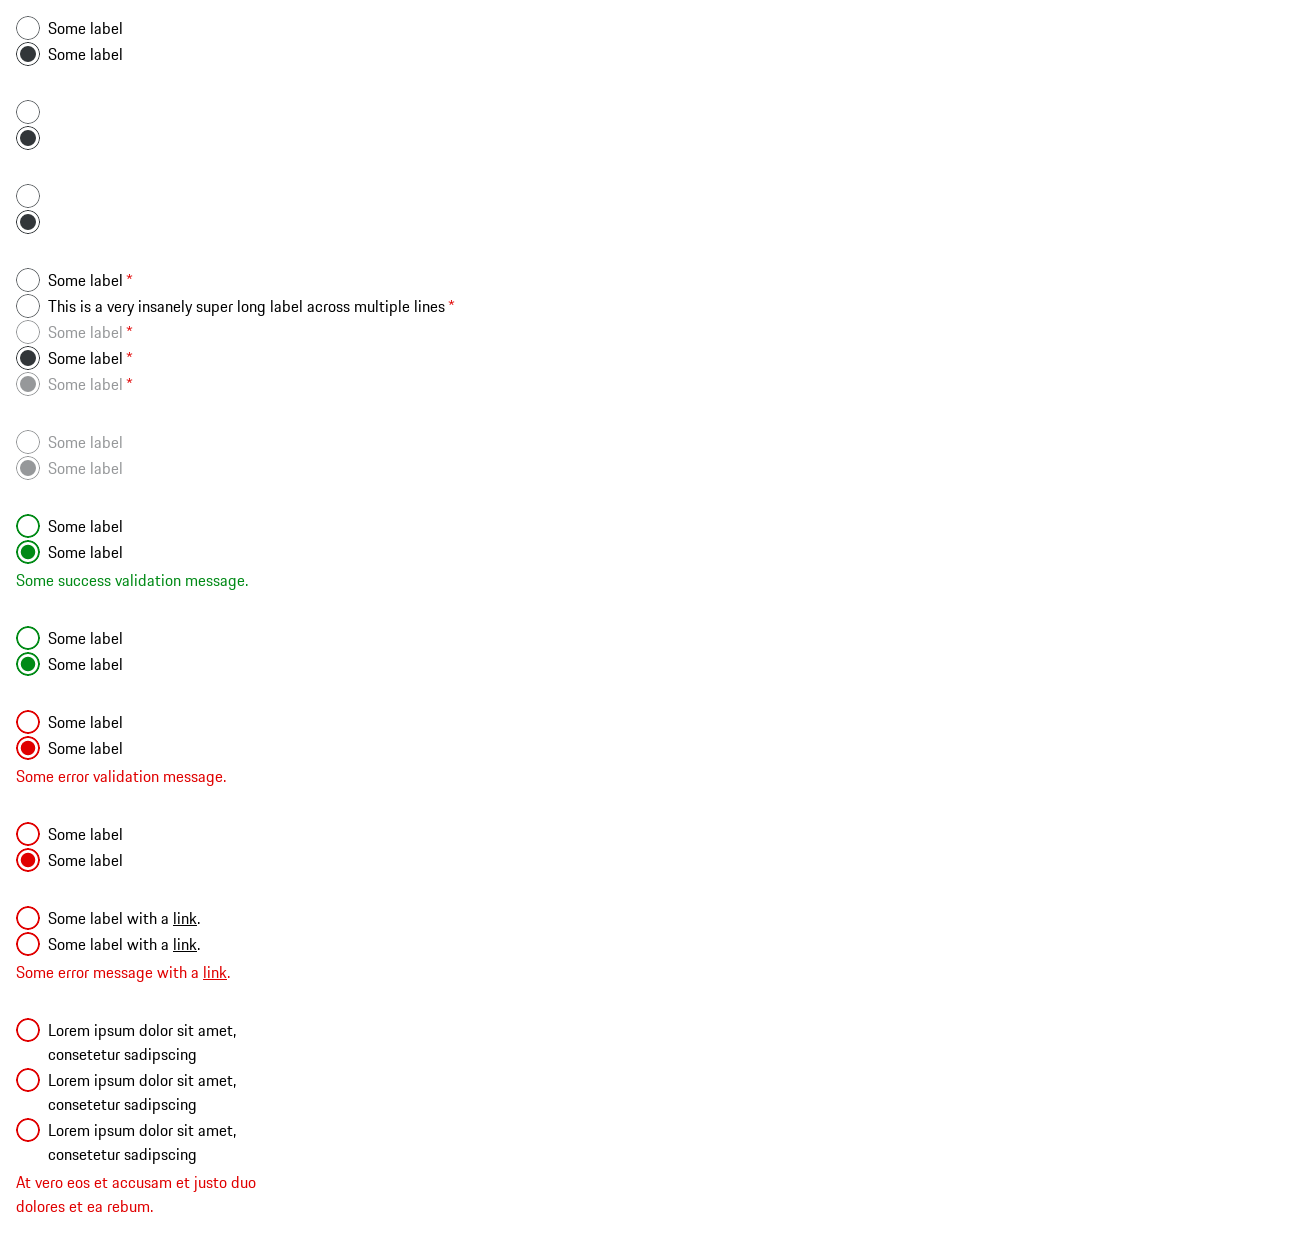 Some label
Some label
Some label *
This is a very insanely super long label across multiple lines *
Some label *
Some label *
Some label *
Some label
Some label
Some label
Some label
Some success validation message.
Some label
Some label
Some label
Some label
Some error validation message.
Some label
Some label
Some label with a link.
Some label with a link.
Some error message with a link.
Lorem ipsum dolor sit amet,
consetetur sadipscing
Lorem ipsum dolor sit amet,
consetetur sadipscing
Lorem ipsum dolor sit amet,
consetetur sadipscing
At vero eos et accusam et justo duo
dolores et ea rebum.